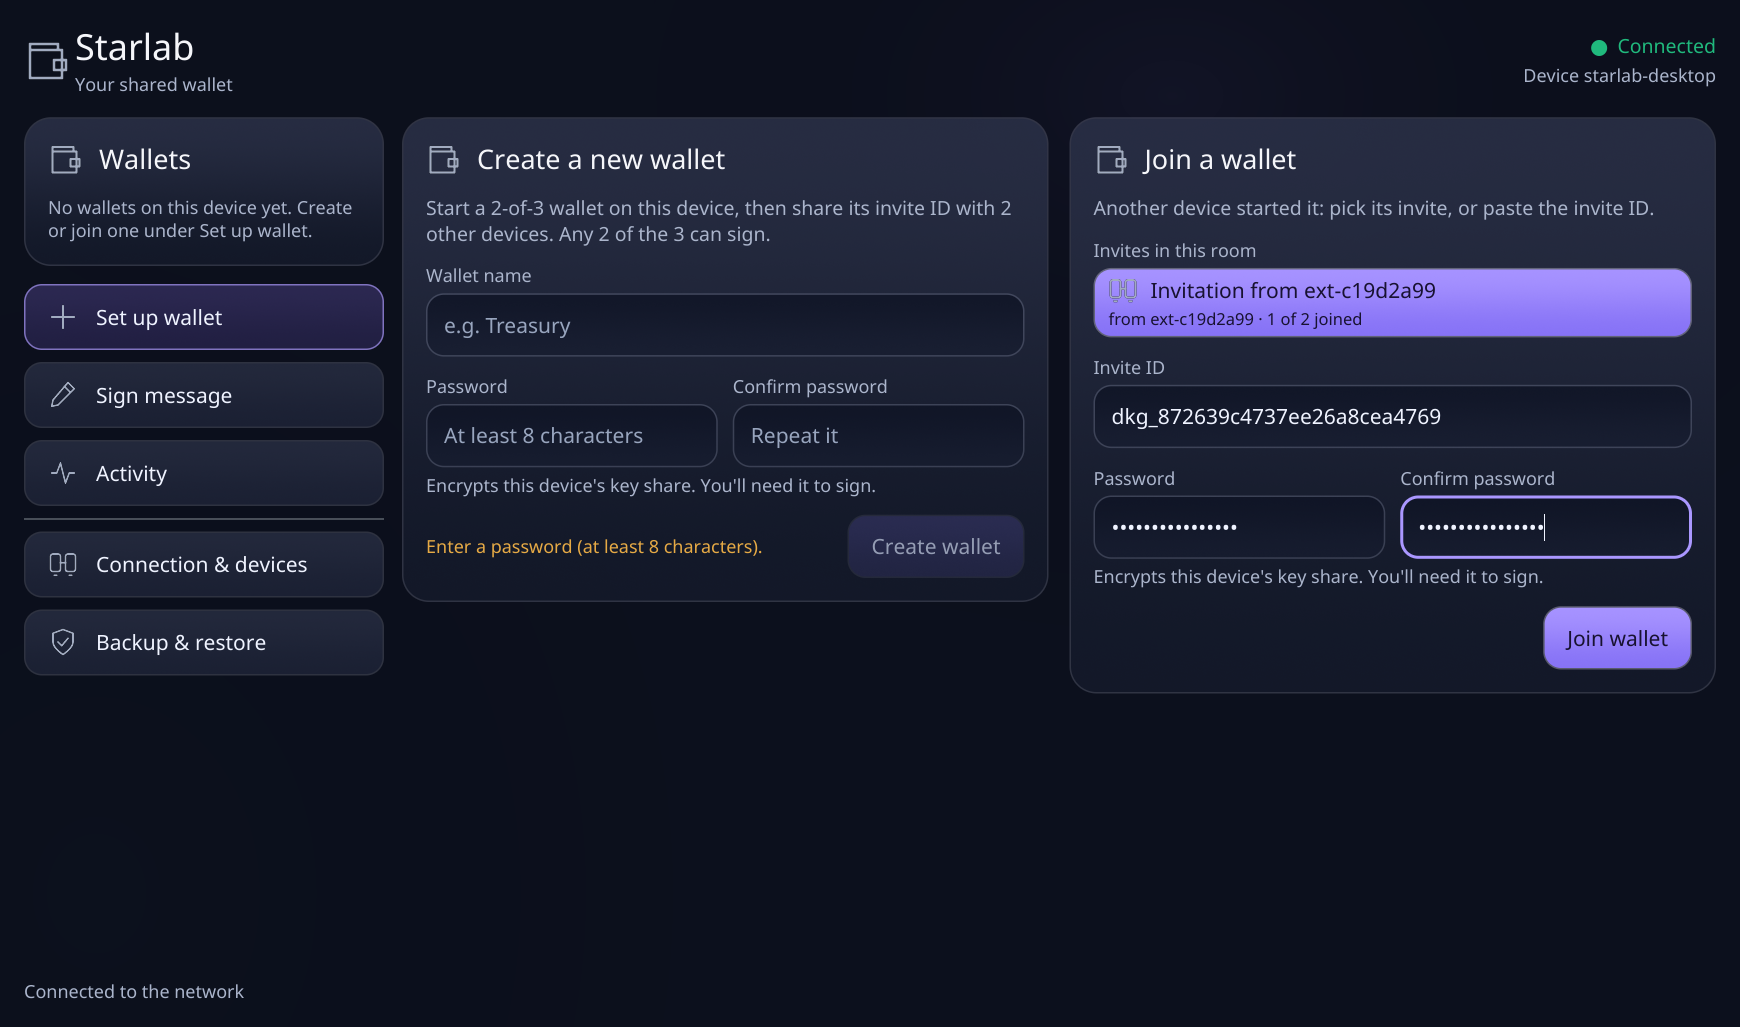 Starlab
Your shared wallet
Connected
Device starlab-desktop
Wallets
No wallets on this device yet. Create
or join one under Set up wallet.
Set up wallet
Sign message
Activity
Connection & devices
Backup & restore
Create a new wallet
Start a 2-of-3 wallet on this device, then share its invite ID with 2
other devices. Any 2 of the 3 can sign.
Wallet name
e.g. Treasury
Password
Confirm password
At least 8 characters
Repeat it
Encrypts this device's key share. You'll need it to sign.
Enter a password (at least 8 characters).
Create wallet
Join a wallet
Another device started it: pick its invite, or paste the invite ID.
Invites in this room
Invitation from ext-c19d2a99
from ext-c19d2a99 · 1 of 2 joined
Invite ID
dkg_872639c4737ee26a8cea4769
Password
Confirm password
••••••••••••••••
••••••••••••••••
Encrypts this device's key share. You'll need it to sign.
Join wallet
Connected to the network